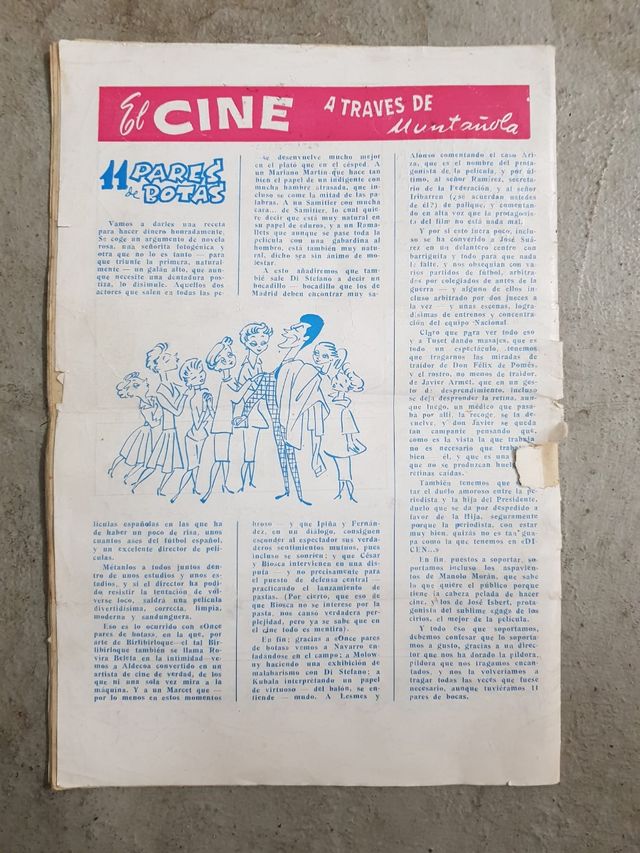 El CINE A TRAVES DE Muntañola
11 PARES
de BOTAS
Vamos a darles una receta
para hacer dinero honradamente.
Se coge un argumento de novela
rosa, una señorita fotogénica y
otra que no lo es tanto — para
que triunfe la primera, natural-
mente — un galán alto, que aun-
que necesite una dentadura pos-
tiza, lo disimule. Aquellos dos
actores que salen en todas las pe-
lículas españolas en las que ha
de haber un poco de risa, unos
cuantos ases del fútbol español,
y un excelente director de pelí-
culas.
Métanlos a todos juntos den-
tro de unos estudios y unos es-
tadios, y si el director ha podi-
do resistir la tentación de vol-
verse loco, saldrá una película
divertidísima, correcta, limpia,
moderna y sandunguera.
Eso es lo ocurrido con «Once
pares de botas», en la que, por
arte de Birlibirloque—el tal Bir-
libirloque también se llama Ro-
vira Beleta en la intimidad—ve-
mos a Aldecoa convertido en un
artista de cine de verdad, de los
que ni una sola vez mira a la
máquina. Y a un Marcet que —
por lo menos en estos momentos
se desenvuelve mucho mejor
en el plató que en el césped. A
un Mariano Martín que hace tan
bien el papel de un indigente con
mucha hambre atrasada, que in-
cluso se come la mitad de las pa-
labras. A un Samitier con mucha
cara... de Samitier, lo cual quie-
re decir que está muy natural en
su papel de eduros, y a un Rama-
llets que aunque se pase toda la
película con una gabardina al
hombro, está también muy natu-
ral, dicho sea sin ánimo de mo-
lestar.
A esto añadiremos que tam-
bién sale Di Stefano a decir un
bocadillo — bocadillo que los de
Madrid deben encontrar muy sa-
broso — y que Ipiña y Fernán-
dez, en un diálogo, consiguen
esconder al espectador sus verda-
deros sentimientos mutuos, pues
incluso se sonríen; y que César
y Biosca intervienen en una dis-
puta — y no precisamente para
el puesto de defensa central —
practicando el lanzamiento de
pastas. (Por cierto, que eso de
que Biosca no se interese por la
pasta, nos causó verdadera per-
plejidad, pero ya se sabe que en
el cine todo es mentira).
En fin; gracias a «Once pares
de botas» vemos a Navarro en-
fadándose en el campo; a Molow-
ny haciendo una exhibición de
malabarismo con Di Stefano; a
Kubala interpretando un papel
de virtuoso — del balón, se en-
tiende — mudo. A Lesmes y
Alonso comentando el caso Ari-
za, que es el nombre del prota-
gonista de la película, y por úl-
timo, al señor Ramírez, secreta-
rio de la Federación, y al señor
Iribarren (¿se acuerdan ustedes
de él?) de palique, y comentan-
do en alta voz que la protagonis-
ta del film no está nada mal.
Y por si esto fuera poco, inclu-
so se ha convertido a José Suá-
rez en un delantero centro con
barriguita y todo para que nada
le falte, y nos obsequian con va-
rios partidos de fútbol, arbitra-
dos por colegiados de antes de la
guerra — y alguno de ellos in-
cluso arbitrado por dos jueces a
la vez — y unas escenas, logra-
dísimas de entrenos y concentra-
ción del equipo Nacional.
Claro que para ver todo eso
y a Tuset dando masajes, que es
todo un espectáculo, tenemos
que tragarnos las miradas de
traidor de Don Félix de Pomés,
y el rostro, no menos de traidor,
de Javier Armet, que en un ges-
to de desprendimiento, incluso
se deja desprender la retina, aun-
que luego, un médico que pasa-
ba por allí, la recoge, se la de-
vuelve, y don Javier se queda
tan campante pensando que,
como es la vista la que trabaja
no es necesario que
bien él, y que es una
que no se produzcan
retinas caídas.
También tenemos que
tar el duelo amoroso entre la pe-
riodista y la hija del Presidente,
duelo que se da por despedido a
favor de la Hija, seguramente
porque la periodista, con estar
muy bien, quizás no es tan gua-
pa como la que tenemos en «DI-
CEN...»
En fin, puestos a soportar, so-
portamos incluso los aspavien-
tos de Manolo Morán, que sabe
lo que quiere el público porque
tiene la cabeza pelada de hacer
cine, y los de José Isbert, prota-
gonista del sublime «gag» de los
cirios, el mejor de la película.
Y todo eso que soportamos,
debemos confesar que lo soporta-
mos a gusto, gracias a un direc-
tor que nos ha dorado la píldora,
píldora que nos tragamos encan-
tados, y nos la volveríamos a
tragar todas las veces que fuese
necesario, aunque tuviéramos 11
pares de bocas.